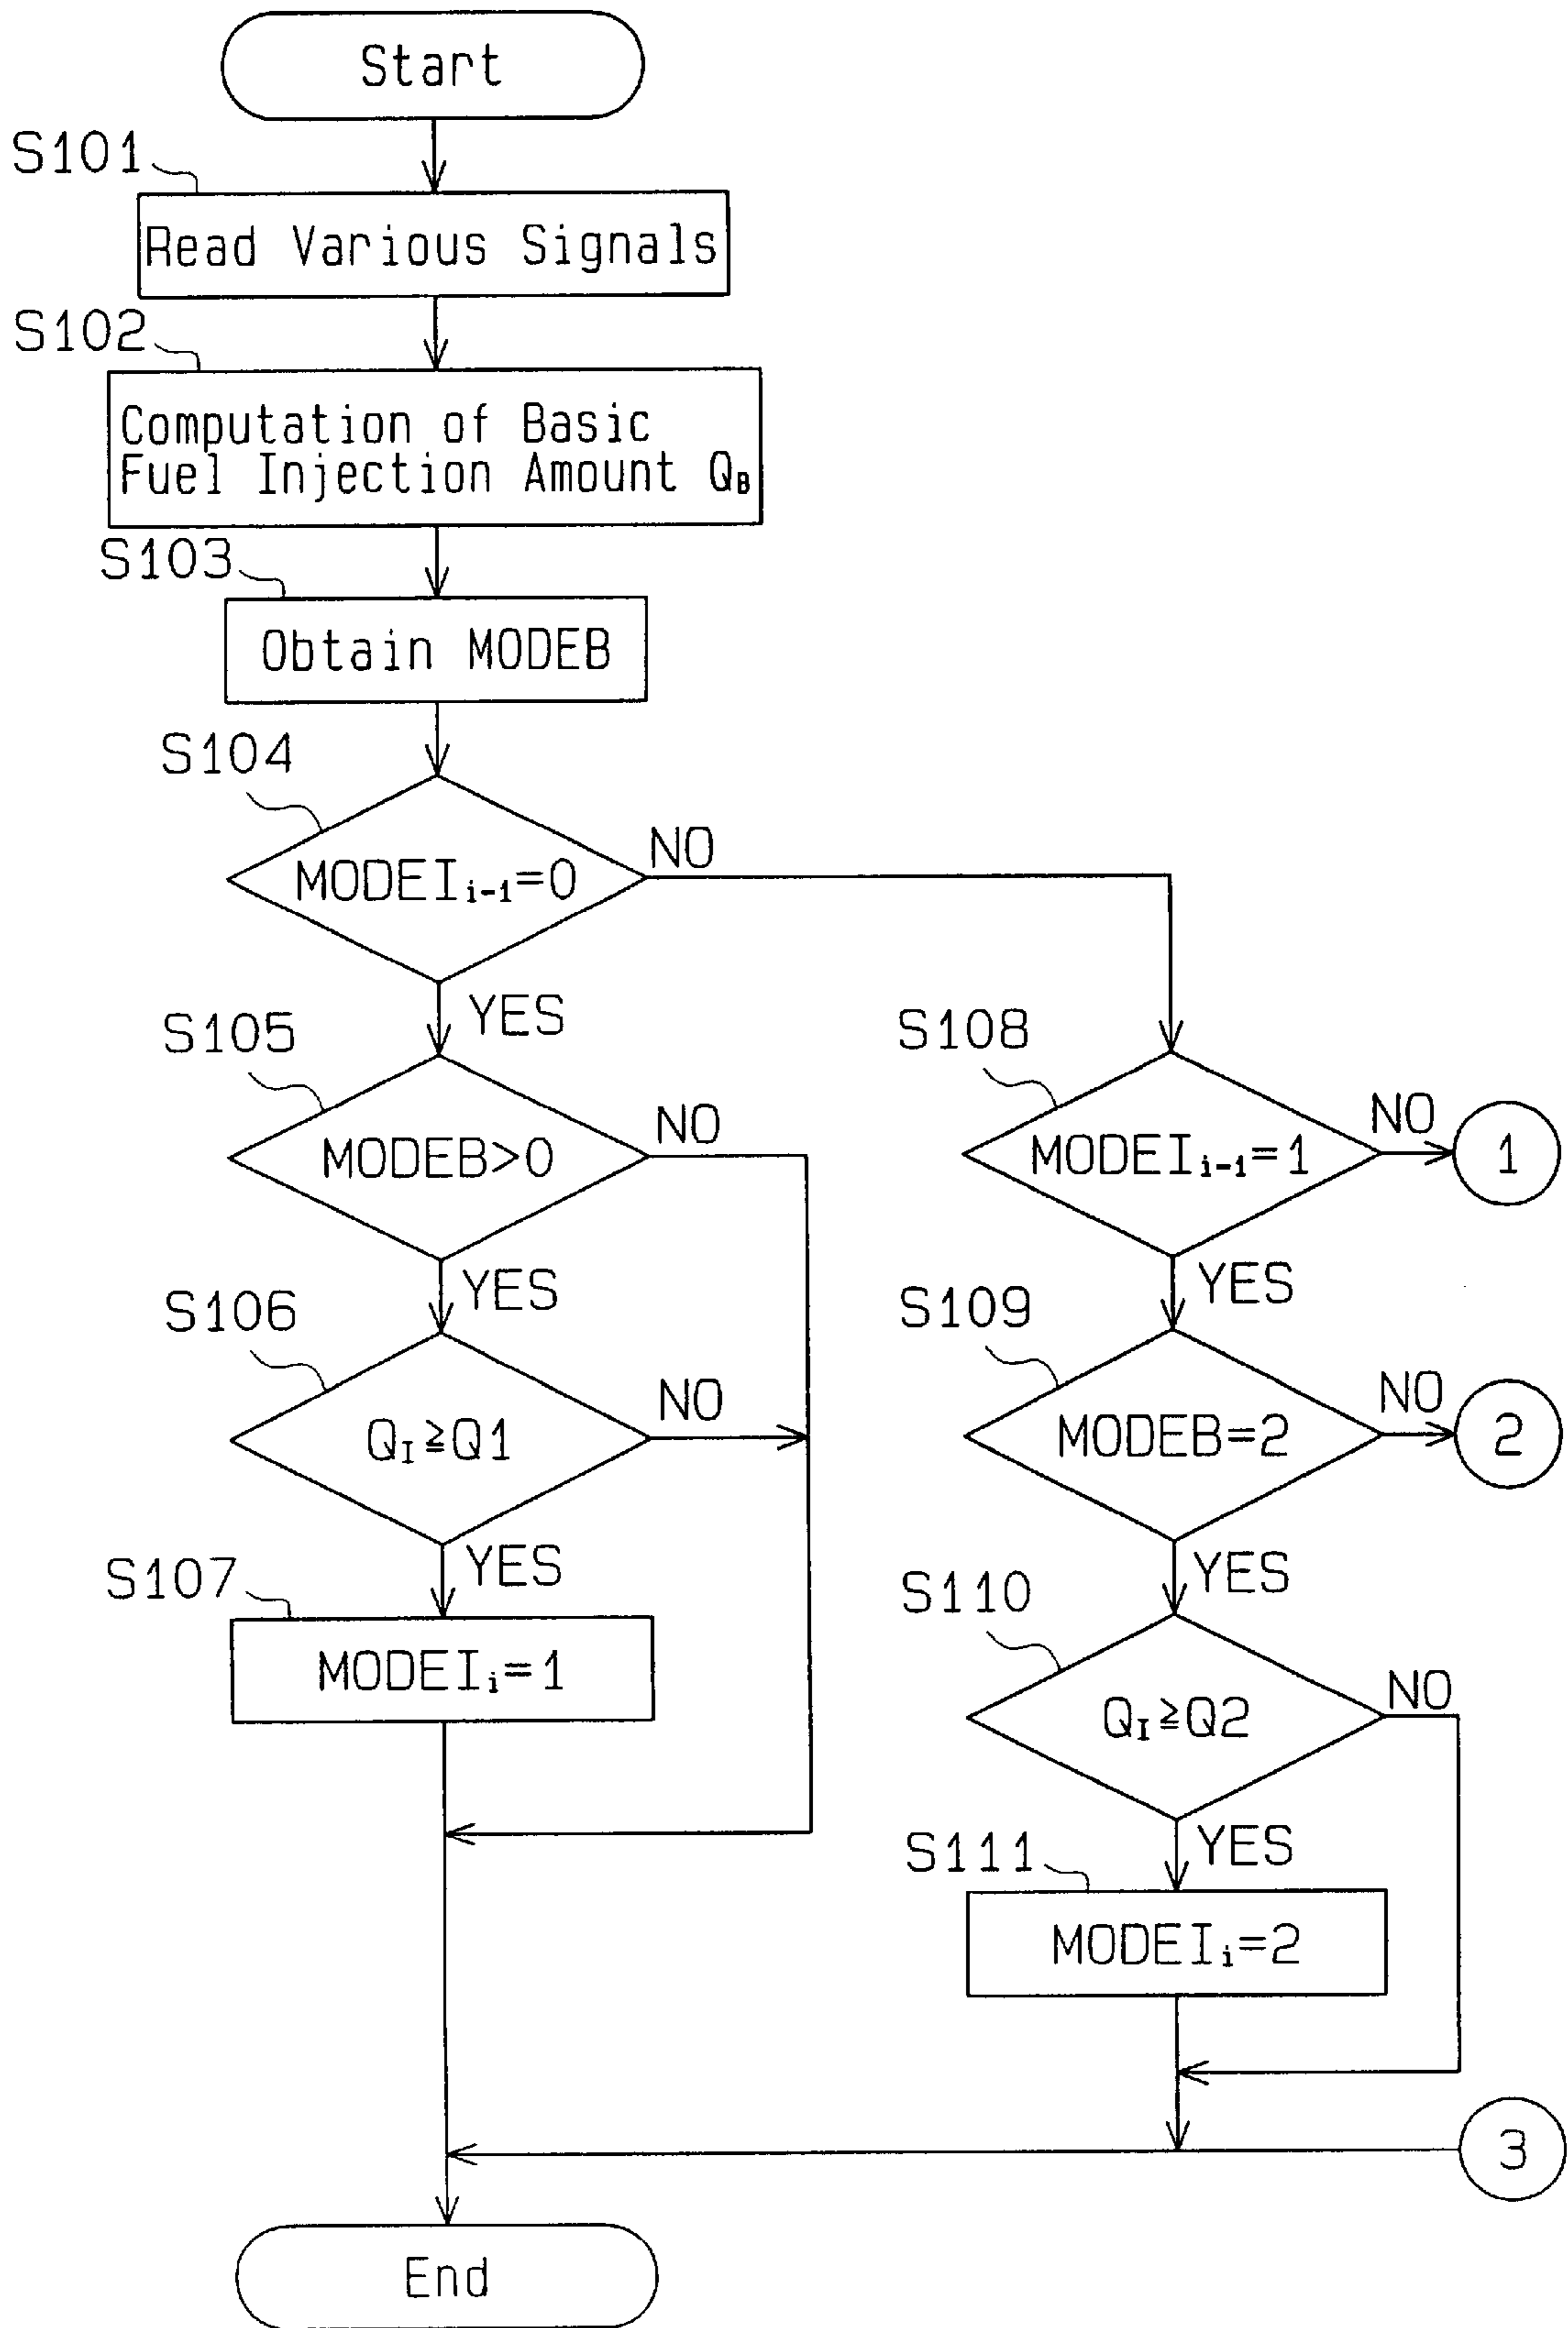 Start
S101
Read Various Signals
S102
Computation of Basic
Fuel Injection Amount QB
S103
Obtain MODEB
S104
MODEIi-1=0
NO
YES
S105
MODEB>0
NO
YES
S106
QI≧Q1
NO
YES
S107
MODEIi=1
S108
MODEIi-1=1
NO
1
YES
S109
MODEB=2
NO
2
YES
S110
QI≧Q2
NO
YES
S111
MODEIi=2
3
End